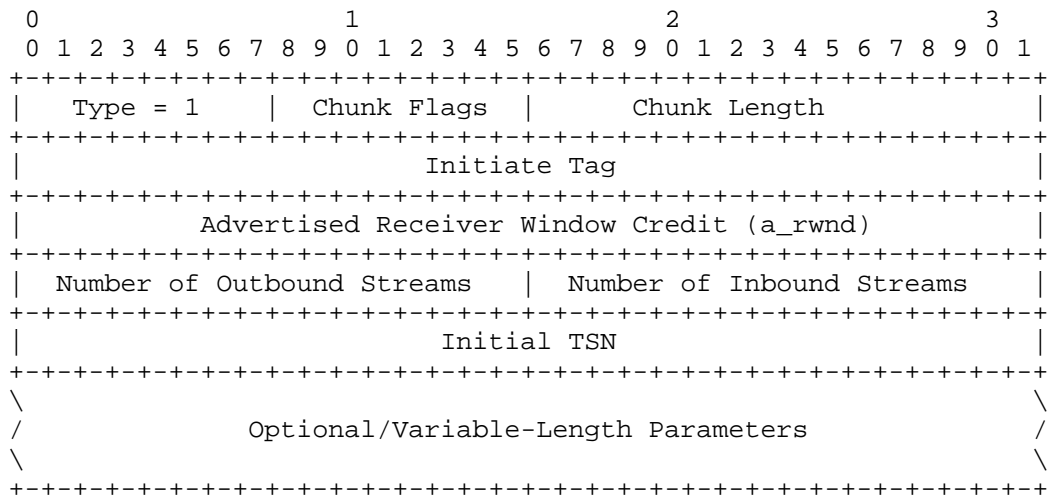 0                   1                   2                   3
 0 1 2 3 4 5 6 7 8 9 0 1 2 3 4 5 6 7 8 9 0 1 2 3 4 5 6 7 8 9 0 1
+-+-+-+-+-+-+-+-+-+-+-+-+-+-+-+-+-+-+-+-+-+-+-+-+-+-+-+-+-+-+-+-+
|   Type = 1    |  Chunk Flags  |      Chunk Length             |
+-+-+-+-+-+-+-+-+-+-+-+-+-+-+-+-+-+-+-+-+-+-+-+-+-+-+-+-+-+-+-+-+
|                         Initiate Tag                          |
+-+-+-+-+-+-+-+-+-+-+-+-+-+-+-+-+-+-+-+-+-+-+-+-+-+-+-+-+-+-+-+-+
|           Advertised Receiver Window Credit (a_rwnd)          |
+-+-+-+-+-+-+-+-+-+-+-+-+-+-+-+-+-+-+-+-+-+-+-+-+-+-+-+-+-+-+-+-+
|  Number of Outbound Streams   |  Number of Inbound Streams    |
+-+-+-+-+-+-+-+-+-+-+-+-+-+-+-+-+-+-+-+-+-+-+-+-+-+-+-+-+-+-+-+-+
|                          Initial TSN                          |
+-+-+-+-+-+-+-+-+-+-+-+-+-+-+-+-+-+-+-+-+-+-+-+-+-+-+-+-+-+-+-+-+
\                                                               \
/              Optional/Variable-Length Parameters              /
\                                                               \
+-+-+-+-+-+-+-+-+-+-+-+-+-+-+-+-+-+-+-+-+-+-+-+-+-+-+-+-+-+-+-+-+